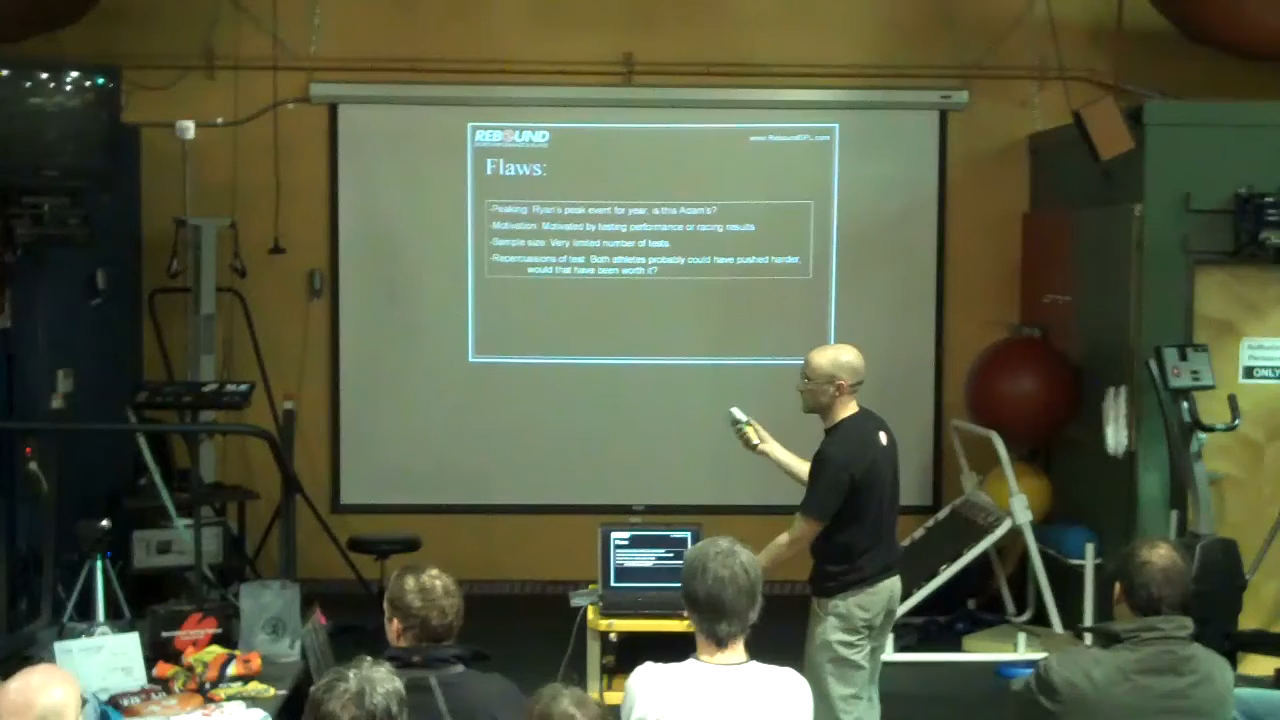 REBOUND
www.ReboundSPL.com
Flaws:
-Peaking: Ryan's peak event for year, is this Adam's?
-Motivation: Motivated by testing performance or racing results
-Sample size: Very limited number of tests.
-Repercussions of test: Both athletes probably could have pushed harder,
would that have been worth it?
ONLY
Flaws